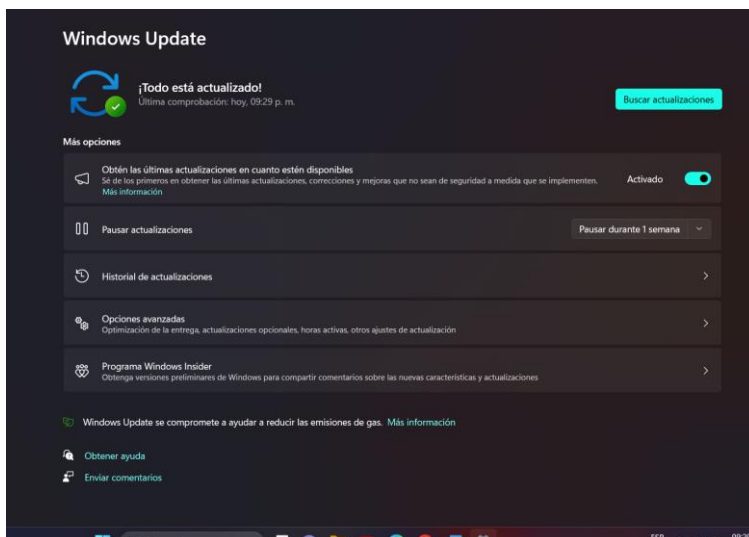 Windows Update
¡Todo está actualizado!
Última comprobación: hoy, 09:29 p. m.
Buscar actualizaciones
Más opciones
Obtén las últimas actualizaciones en cuanto estén disponibles
Sé de los primeros en obtener las últimas actualizaciones, correcciones y mejoras que no sean de seguridad a medida que se implementen.
Más información
Activado
Pausar actualizaciones
Pausar durante 1 semana
Historial de actualizaciones
Opciones avanzadas
Optimización de la entrega, actualizaciones opcionales, horas activas, otros ajustes de actualización
Programa Windows Insider
Obtenga versiones preliminares de Windows para compartir comentarios sobre las nuevas características y actualizaciones
Windows Update se compromete a ayudar a reducir las emisiones de gas. Más información
Obtener ayuda
Enviar comentarios